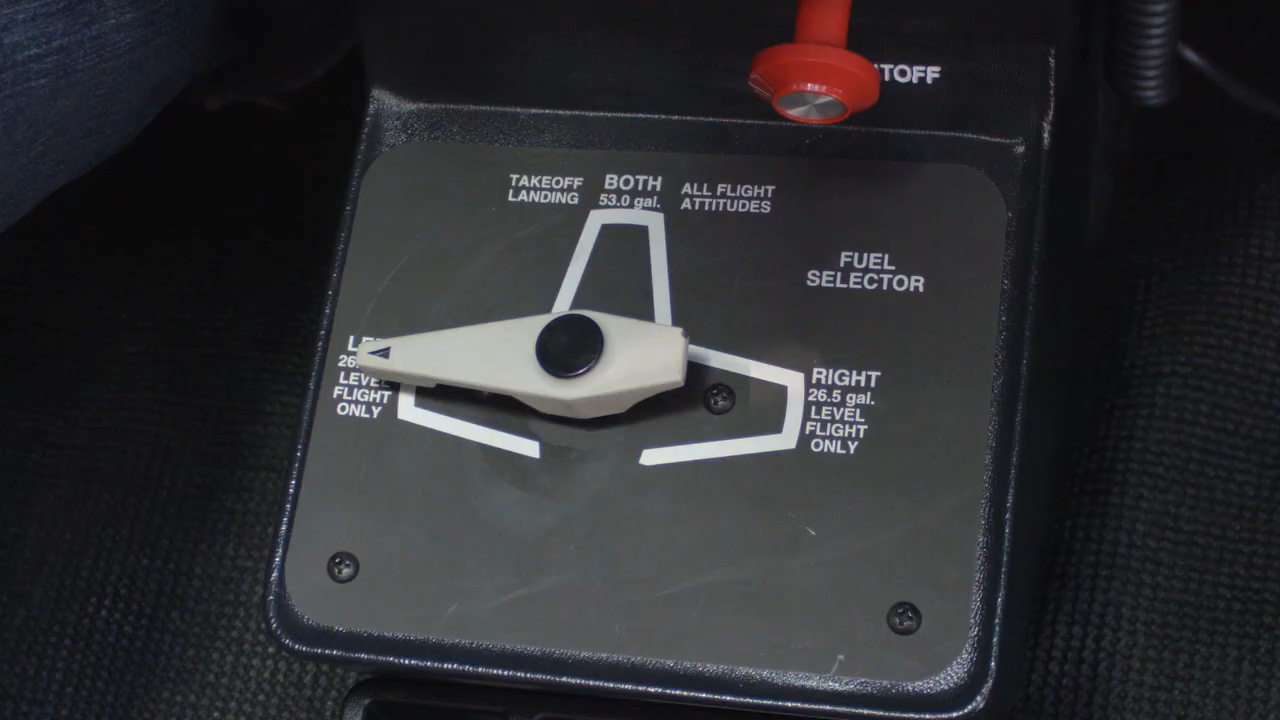 TOFF
TAKEOFF
LANDING
BOTH
53.0 gal.
ALL FLIGHT
ATTITUDES
FUEL
SELECTOR
LEVEL
FLIGHT
ONLY
RIGHT
26.5 gal.
LEVEL
FLIGHT
ONLY